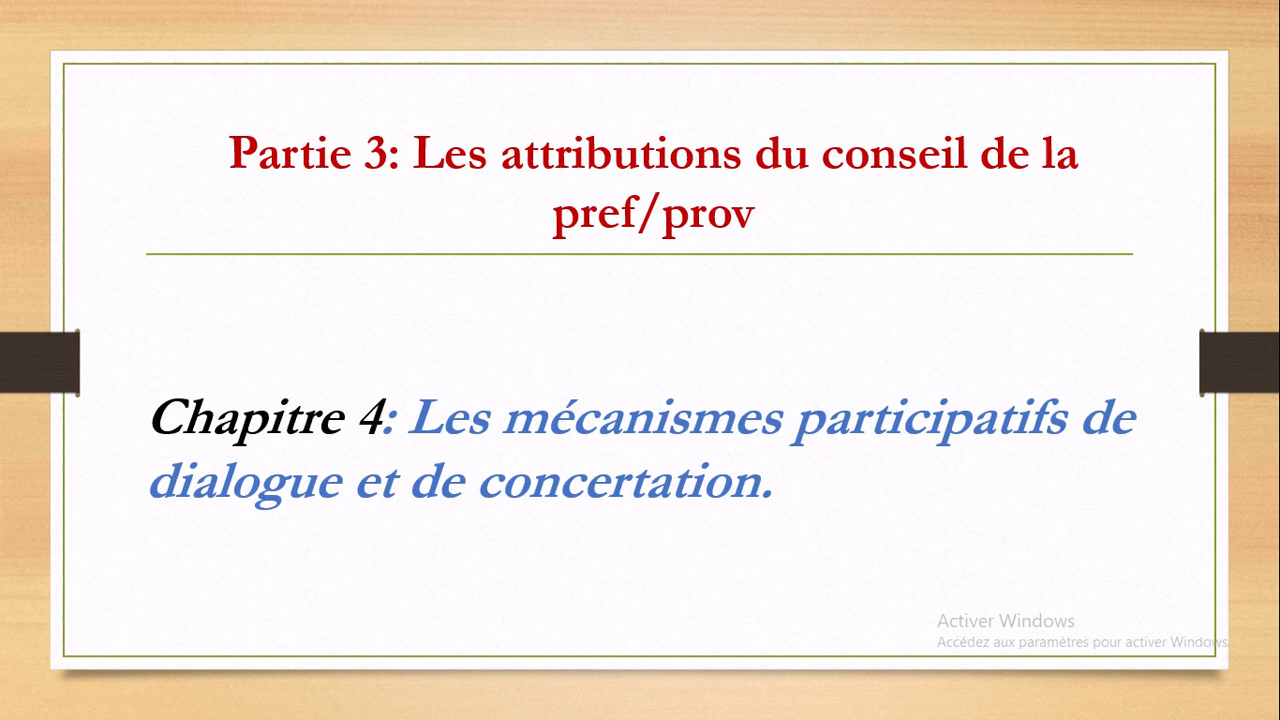 Partie 3: Les attributions du conseil de la
pref/prov
Chapitre 4: Les mécanismes participatifs de
dialogue et de concertation.
Activer Windows
Accédez aux paramètres pour activer Windows.